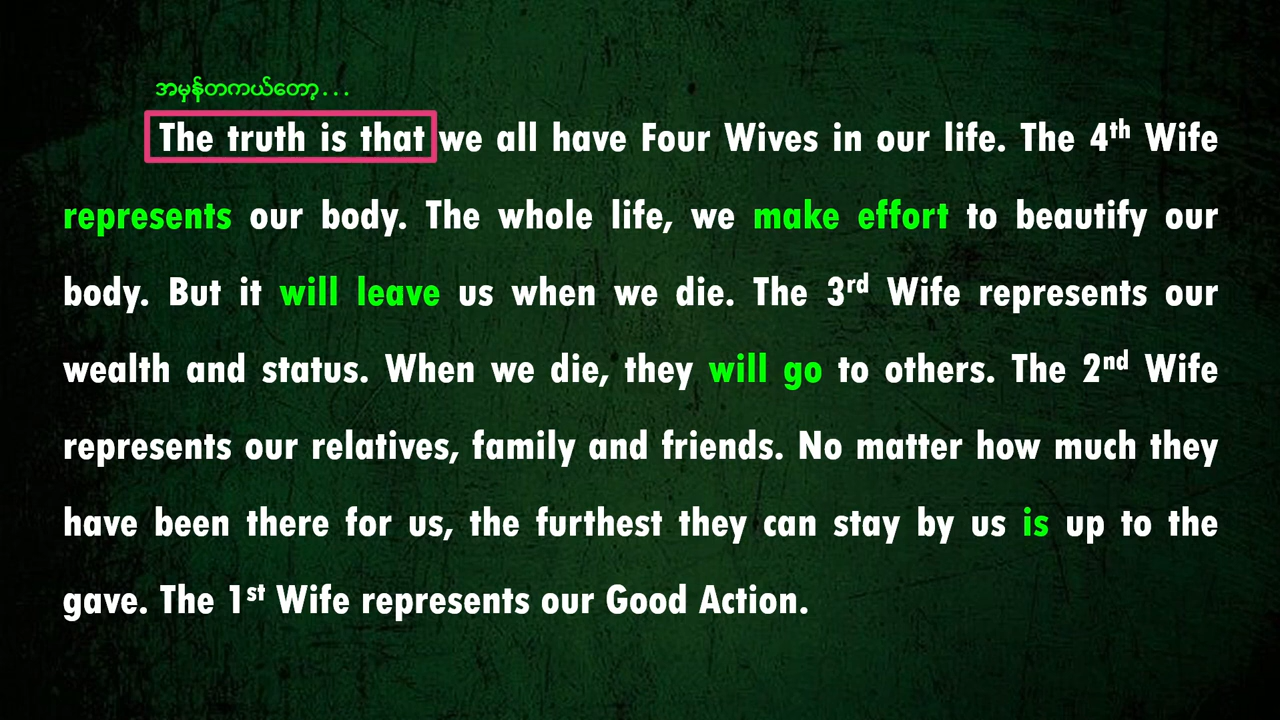 အမှန်တကယ်တော့...
The truth is that we all have Four Wives in our life. The 4th Wife
represents our body. The whole life, we make effort to beautify our
body. But it will leave us when we die. The 3rd Wife represents our
wealth and status. When we die, they will go to others. The 2nd Wife
represents our relatives, family and friends. No matter how much they
have been there for us, the furthest they can stay by us is up to the
gave. The 1st Wife represents our Good Action.